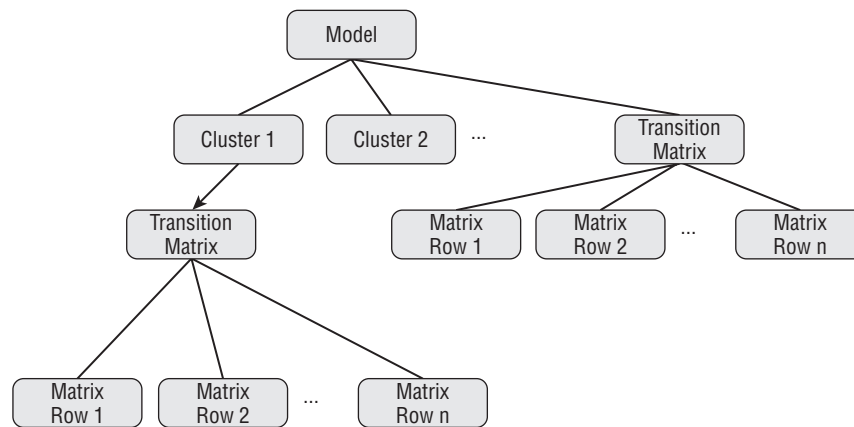 Model
Cluster 1
Cluster 2
...
Transition
Matrix
Transition
Matrix
Matrix
Row 1
Matrix
Row 2
...
Matrix
Row n
Matrix
Row 1
Matrix
Row 2
...
Matrix
Row n